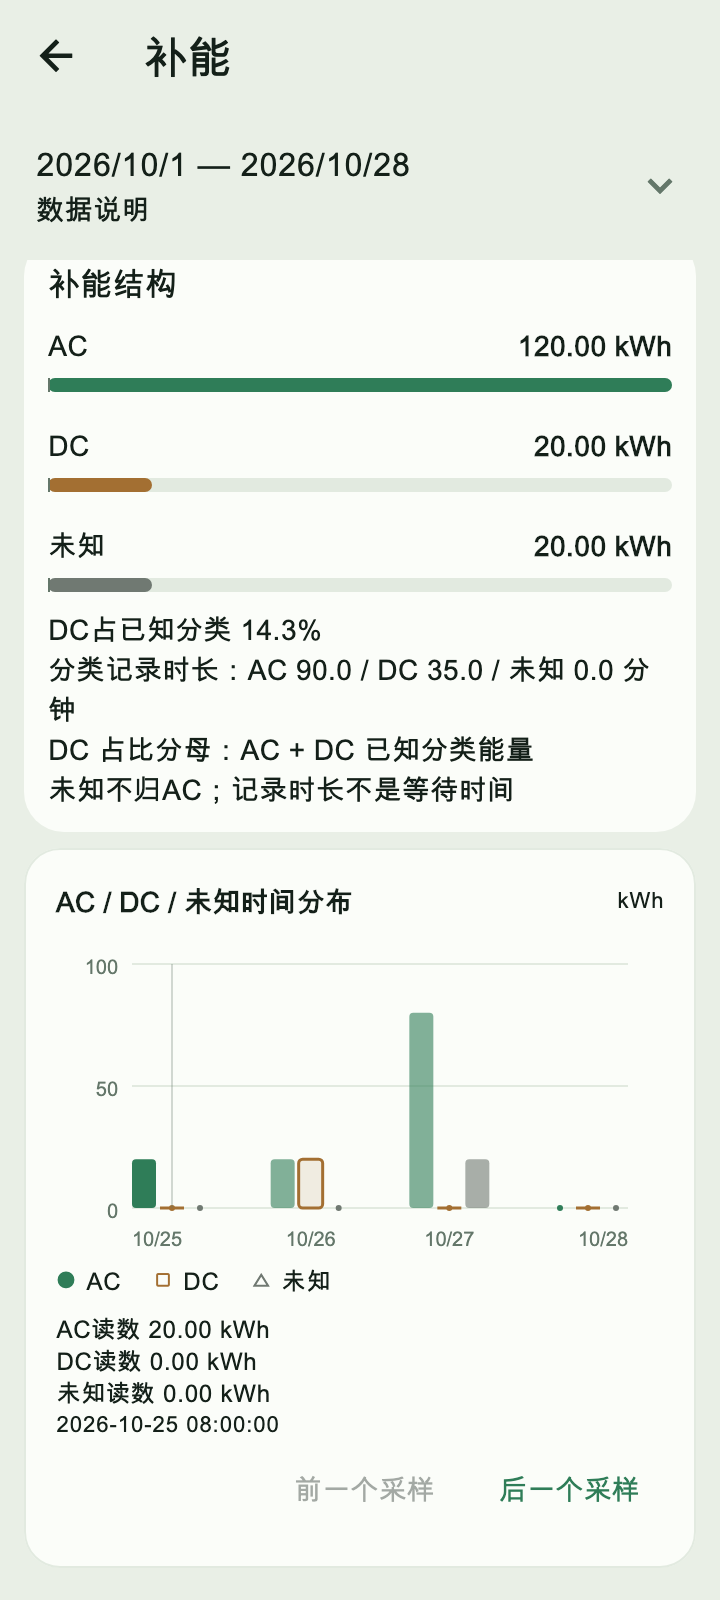 补能
2026/10/1 — 2026/10/28
数据说明
补能结构
AC 120.00 kWh
DC 20.00 kWh
未知 20.00 kWh
DC占已知分类 14.3%
分类记录时长：AC 90.0 / DC 35.0 / 未知 0.0 分
钟
DC 占比分母：AC + DC 已知分类能量
未知不归AC；记录时长不是等待时间
AC / DC / 未知时间分布 kWh
100
50
0
10/25 10/26 10/27 10/28
AC DC 未知
AC读数 20.00 kWh
DC读数 0.00 kWh
未知读数 0.00 kWh
2026-10-25 08:00:00
前一个采样 后一个采样